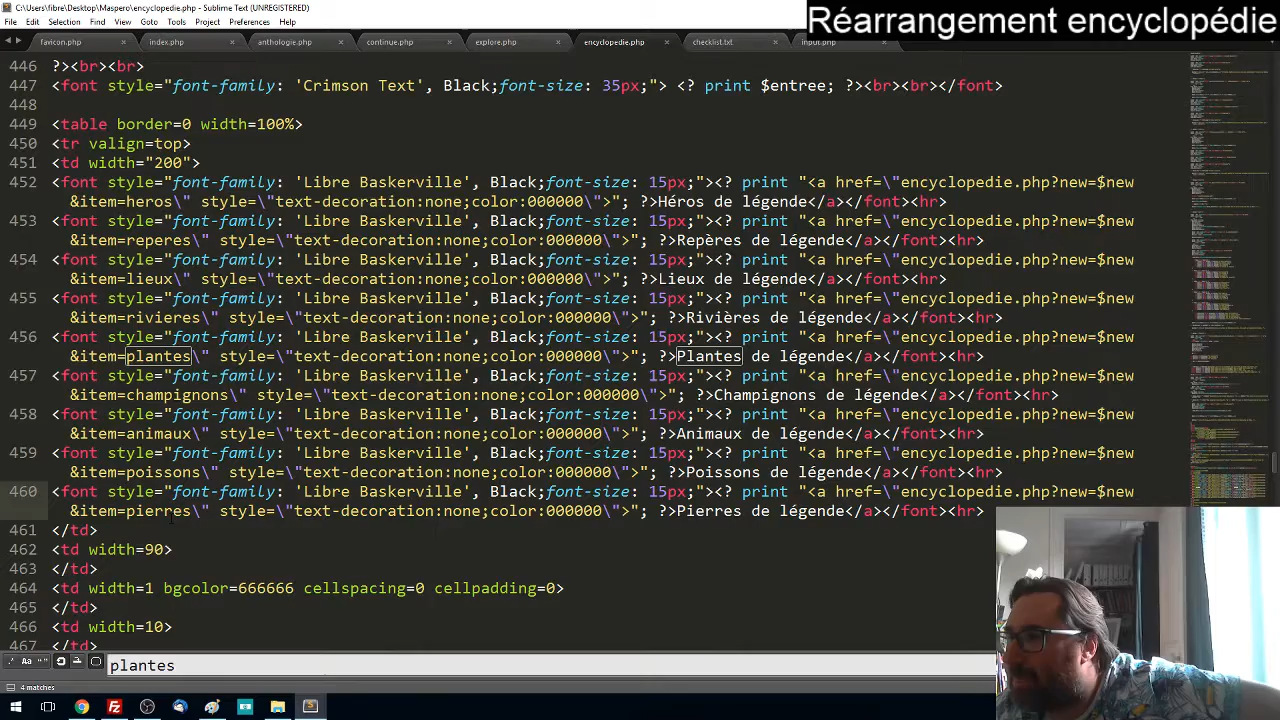 C:\Users\fibre\Desktop\Maspero\encyclopedie.php - Sublime Text (UNREGISTERED)
Réarrangement encyclopédie
File Edit Selection Find View Goto Tools Project Preferences Help
favicon.php × index.php × anthologie.php × continue.php × explore.php × encyclopedie.php × checklist.txt × input.php ×
446 ?><br><br>
447 <font style="font-family: 'Crimson Text', Black;font-size: 35px;"> <? print $entree; ?><br><br></font>
448
449 <table border=0 width=100%>
450 <tr valign=top>
451 <td width="200">
452 <font style="font-family: 'Libre Baskerville', Black;font-size: 15px;"><? print "<a href=\"encyclopedie.php?new=$new
&item=heros\" style=\"text-decoration:none;color:000000\">"; ?>Héros de légende</a></font><hr>
453 <font style="font-family: 'Libre Baskerville', Black;font-size: 15px;"><? print "<a href=\"encyclopedie.php?new=$new
&item=reperes\" style=\"text-decoration:none;color:000000\">"; ?>Repères de légende</a></font><hr>
454 <font style="font-family: 'Libre Baskerville', Black;font-size: 15px;"><? print "<a href=\"encyclopedie.php?new=$new
&item=lieux\" style=\"text-decoration:none;color:000000\">"; ?>Lieux de légende</a></font><hr>
455 <font style="font-family: 'Libre Baskerville', Black;font-size: 15px;"><? print "<a href=\"encyclopedie.php?new=$new
&item=rivieres\" style=\"text-decoration:none;color:000000\">"; ?>Rivières de légende</a></font><hr>
456 <font style="font-family: 'Libre Baskerville', Black;font-size: 15px;"><? print "<a href=\"encyclopedie.php?new=$new
&item=plantes\" style=\"text-decoration:none;color:000000\">"; ?>Plantes de légende</a></font><hr>
457 <font style="font-family: 'Libre Baskerville', Black;font-size: 15px;"><? print "<a href=\"encyclopedie.php?new=$new
&item=champignons\" style=\"text-decoration:none;color:000000\">"; ?>Champignons de légende</a></font><hr>
458 <font style="font-family: 'Libre Baskerville', Black;font-size: 15px;"><? print "<a href=\"encyclopedie.php?new=$new
&item=animaux\" style=\"text-decoration:none;color:000000\">"; ?>Animaux de légende</a></font><hr>
459 <font style="font-family: 'Libre Baskerville', Black;font-size: 15px;"><? print "<a href=\"encyclopedie.php?new=$new
&item=poissons\" style=\"text-decoration:none;color:000000\">"; ?>Poissons de légende</a></font><hr>
460 <font style="font-family: 'Libre Baskerville', Black;font-size: 15px;"><? print "<a href=\"encyclopedie.php?new=$new
&item=pierres\" style=\"text-decoration:none;color:000000\">"; ?>Pierres de légende</a></font><hr>
461 </td>
462 <td width=90>
463 </td>
464 <td width=1 bgcolor=666666 cellspacing=0 cellpadding=0>
465 </td>
466 <td width=10>
467 </td>
.* Aa “” plantes
4 matches